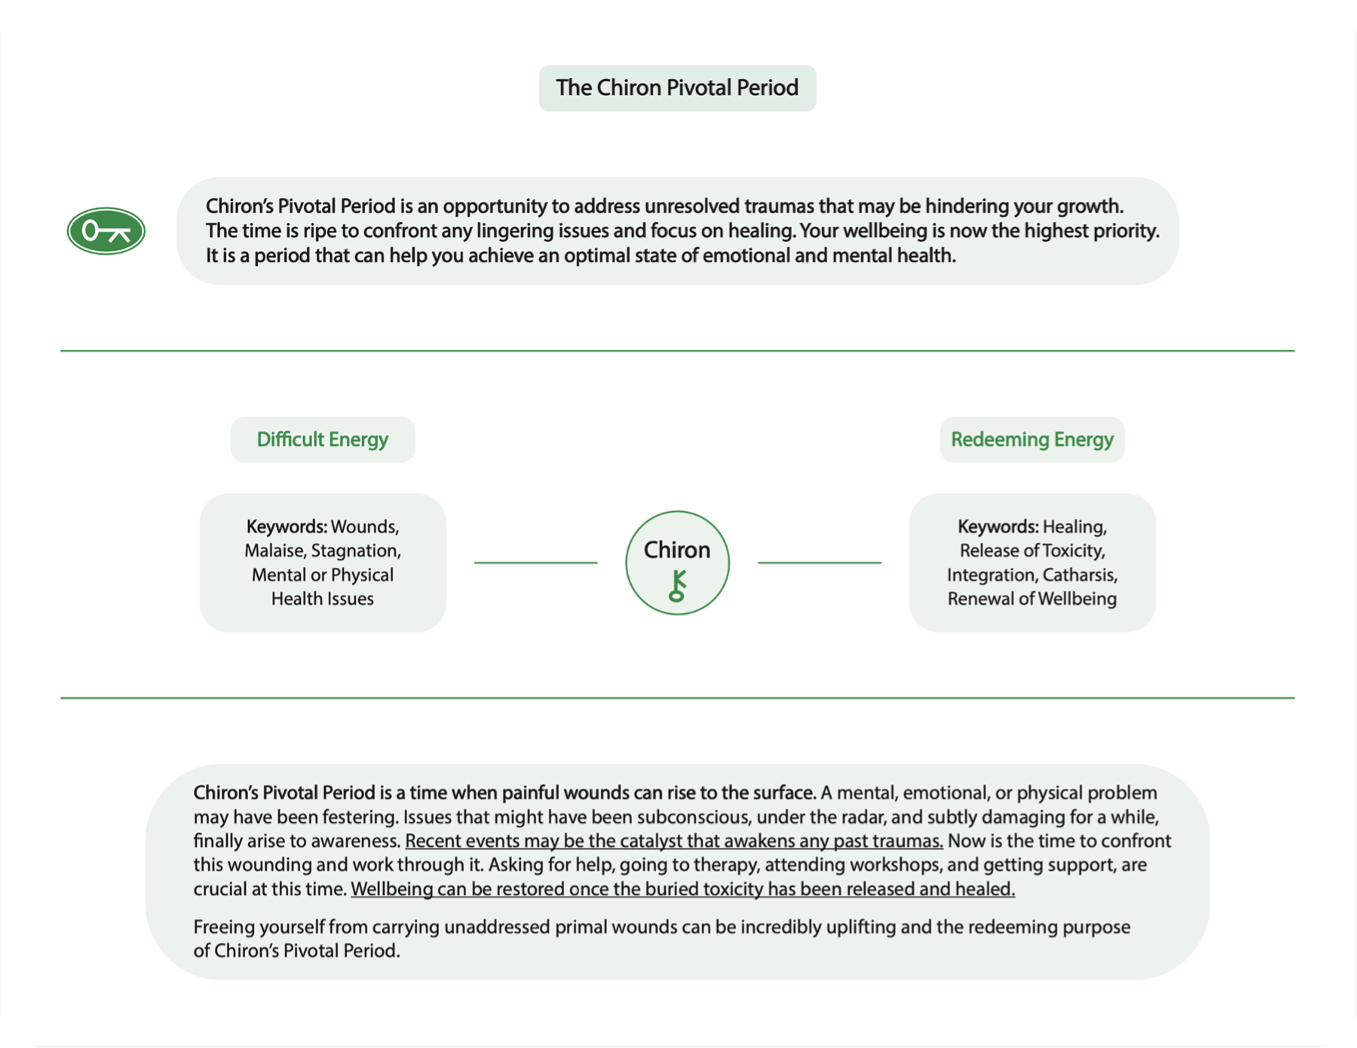 The Chiron Pivotal Period
Chiron’s Pivotal Period is an opportunity to address unresolved traumas that may be hindering your growth.
The time is ripe to confront any lingering issues and focus on healing. Your wellbeing is now the highest priority.
It is a period that can help you achieve an optimal state of emotional and mental health.
Difficult Energy
Keywords: Wounds,
Malaise, Stagnation,
Mental or Physical
Health Issues
Chiron
Redeeming Energy
Keywords: Healing,
Release of Toxicity,
Integration, Catharsis,
Renewal of Wellbeing
Chiron’s Pivotal Period is a time when painful wounds can rise to the surface. A mental, emotional, or physical problem
may have been festering. Issues that might have been subconscious, under the radar, and subtly damaging for a while,
finally arise to awareness. Recent events may be the catalyst that awakens any past traumas. Now is the time to confront
this wounding and work through it. Asking for help, going to therapy, attending workshops, and getting support, are
crucial at this time. Wellbeing can be restored once the buried toxicity has been released and healed.
Freeing yourself from carrying unaddressed primal wounds can be incredibly uplifting and the redeeming purpose
of Chiron’s Pivotal Period.